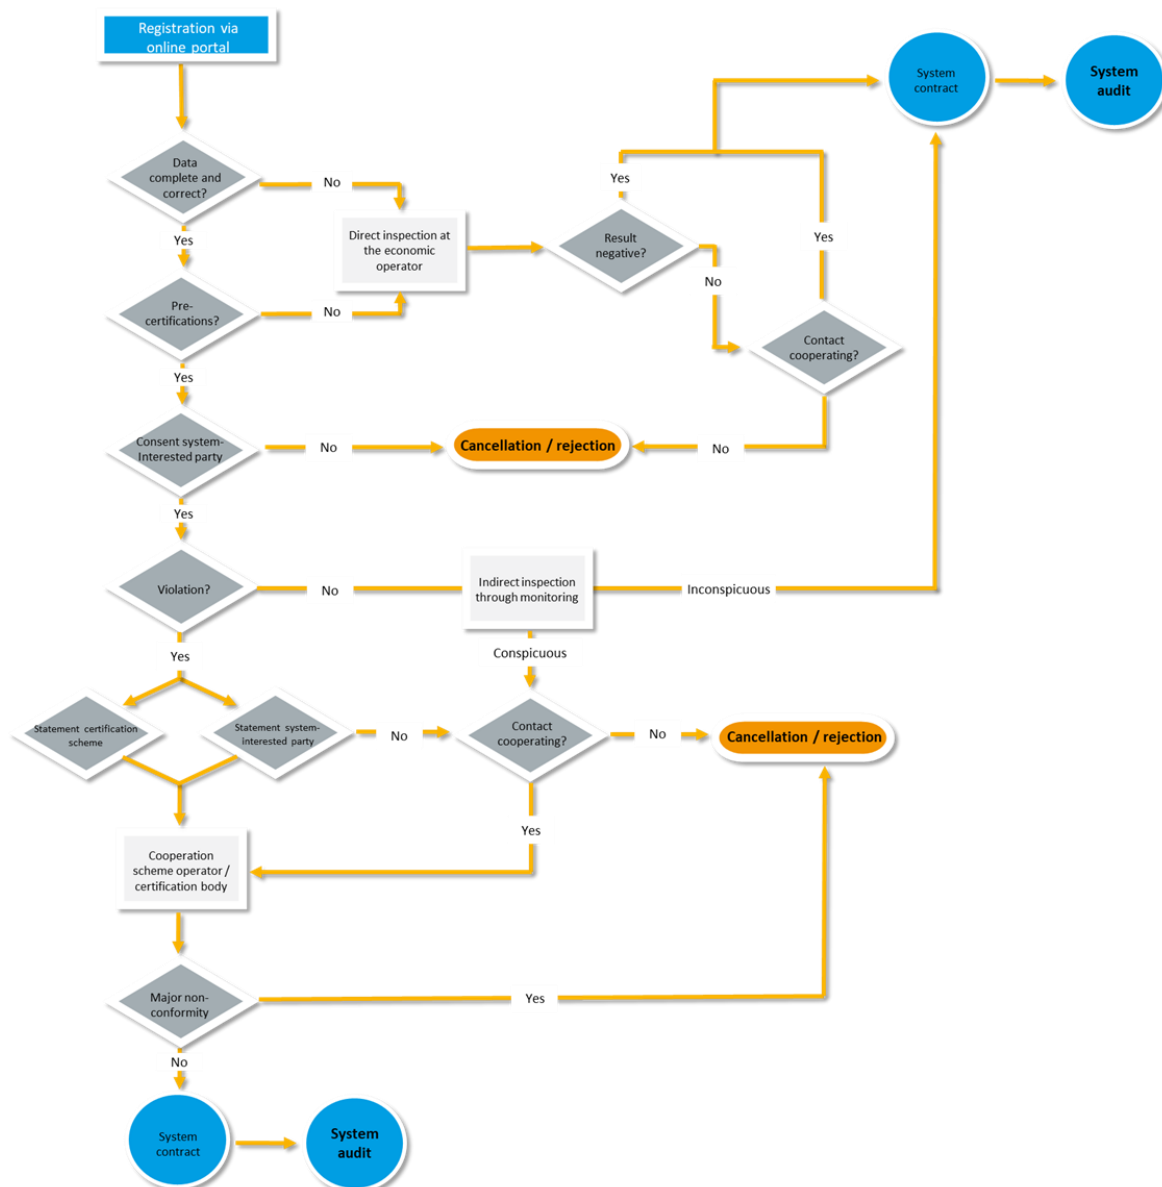 Registration via
online portal
System
contract
System
audit
Data
complete and
correct?
No
Yes
Direct inspection at
the economic
operator
Yes
Result
negative?
Yes
No
Pre-
certifications?
No
Contact
cooperating?
Yes
Consent system-
Interested party
No
Cancellation / rejection
No
Yes
Violation?
No
Indirect inspection
through monitoring
Inconspicuous
Yes
Conspicuous
Statement certification
scheme
Statement system-
interested party
No
Contact
cooperating?
No
Cancellation / rejection
Yes
Cooperation
scheme operator /
certification body
Major non-
conformity
Yes
No
System
contract
System
audit